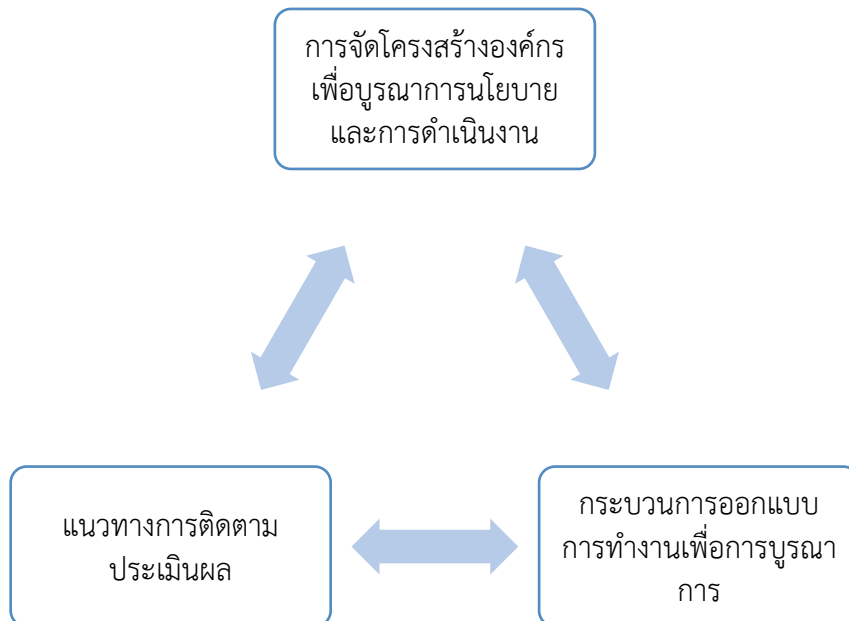 การจัดโครงสร้างองค์กร
เพื่อบูรณาการนโยบาย
และการดำเนินงาน
แนวทางการติดตาม
ประเมินผล
กระบวนการออกแบบ
การทำงานเพื่อการบูรณา
การ